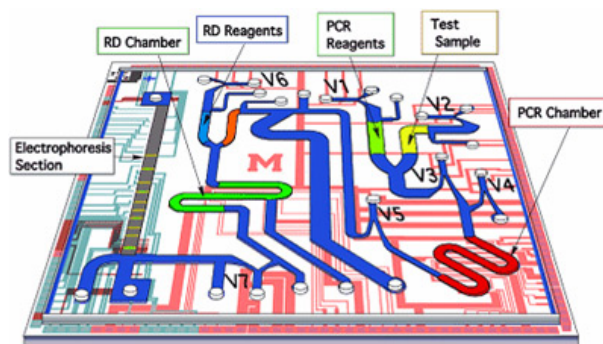 RD Chamber
RD Reagents
PCR
Reagents
Test
Sample
PCR Chamber
Electrophoresis
Section
V6
V1
V2
V3
V4
V5
V7
M